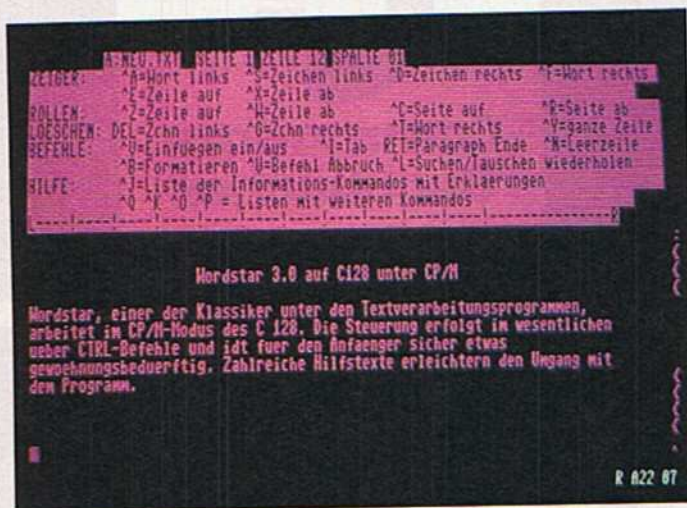 A:NEU.TXT SEITE 1 ZEILE 12 SPALTE 01
ZEIGER: ^A=Wort links ^S=Zeichen links ^D=Zeichen rechts ^F=Wort rechts
^E=Zeile auf ^X=Zeile ab
ROLLEN: ^Z=Zeile auf ^W=Zeile ab ^C=Seite auf ^R=Seite ab
LOESCHEN: DEL=Zchn links ^G=Zchn rechts ^T=Wort rechts ^Y=ganze Zeile
BEFEHLE: ^V=Einfuegen ein/aus ^I=Tab RET=Paragraph Ende ^N=Leerzeile
^B=Formatieren ^U=Befehl Abbruch ^L=Suchen/Tauschen wiederholen
HILFE: ^J=Liste der Informations-Kommandos mit Erklaerungen
^Q ^K ^O ^P = Listen mit weiteren Kommandos
L----!----!----!----!----!----!----!----!----!----!----!--------------R
Wordstar 3.0 auf C128 unter CP/M
Wordstar, einer der Klassiker unter den Textverarbeitungsprogrammen,
arbeitet im CP/M-Modus des C 128. Die Steuerung erfolgt im wesentlichen
ueber CTRL-Befehle und idt fuer den Anfaenger sicher etwas
gewoehnungsbeduerftig. Zahlreiche Hilfstexte erleichtern den Umgang mit
dem Programm.
R A22 07